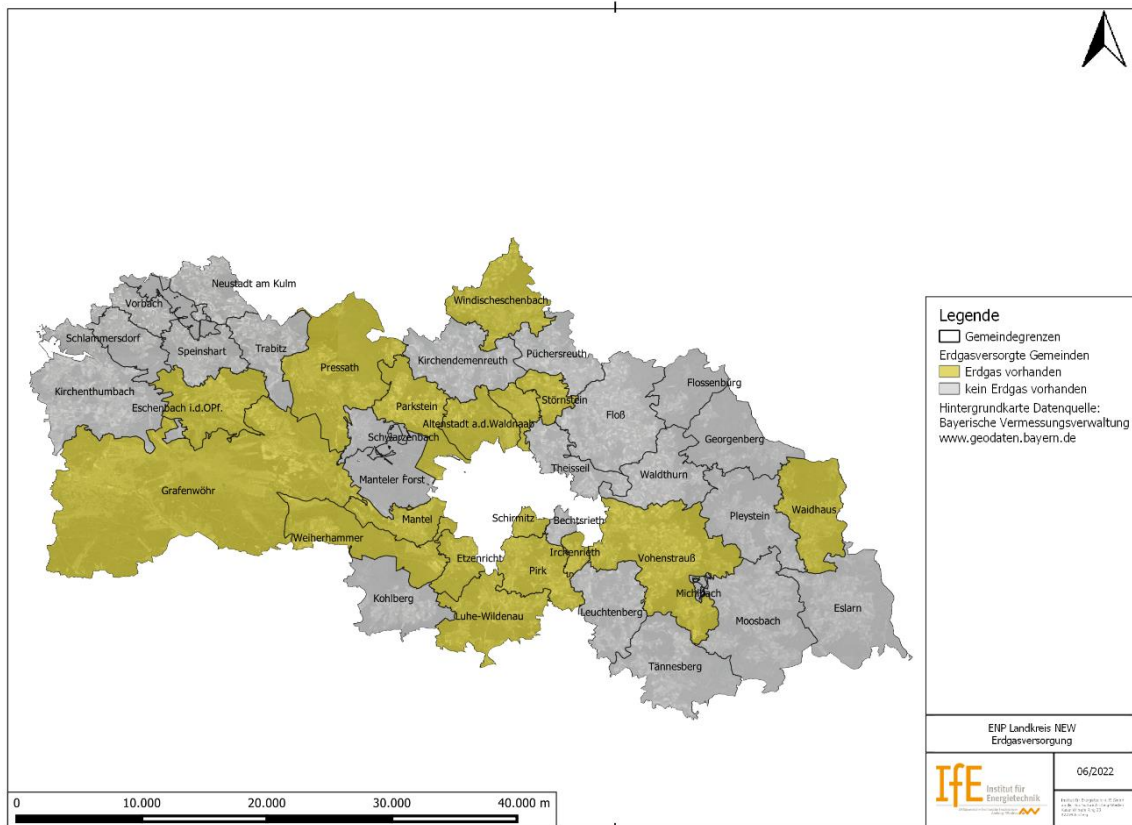 Neustadt am Kulm
Vorbach
Schlammersdorf
Speinshart
Trabitz
Kirchenthumbach
Eschenbach i.d.OPf.
Pressath
Windischeschenbach
Kirchendemenreuth
Püchersreuth
Parkstein
Störnstein
Altenstadt a.d.Waldnaab
Floß
Flossenbürg
Georgenberg
Schwarzenbach
Manteler Forst
Theisseil
Waldthurn
Grafenwöhr
Pleystein
Waidhaus
Mantel
Schirmitz
Bechtsrieth
Weiherhammer
Etzenricht
Irchenrieth
Vohenstrauß
Pirk
Kohlberg
Michlbach
Luhe-Wildenau
Leuchtenberg
Moosbach
Eslarn
Tännesberg
0 10.000 20.000 30.000 40.000 m
Legende
Gemeindegrenzen
Erdgasversorgte Gemeinden
Erdgas vorhanden
kein Erdgas vorhanden
Hintergrundkarte Datenquelle:
Bayerische Vermessungsverwaltung
www.geodaten.bayern.de
ENP Landkreis NEW
Erdgasversorgung
IfE Institut für
Energietechnik
06/2022